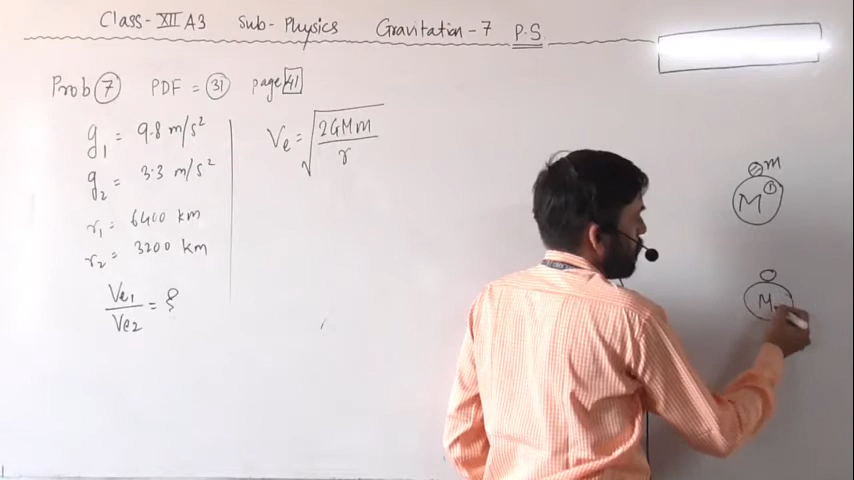 Class-XII A3 Sub-Physics Gravitation-7 P.S
Prob 7 PDF = 31 page 41
g₁ = 9.8 m/s²
g₂ = 3.3 m/s²
r₁ = 6400 km
r₂ = 3200 km
Ve₁/Ve₂ = ?
Ve = √(2GMm/r)
m
M 1
M